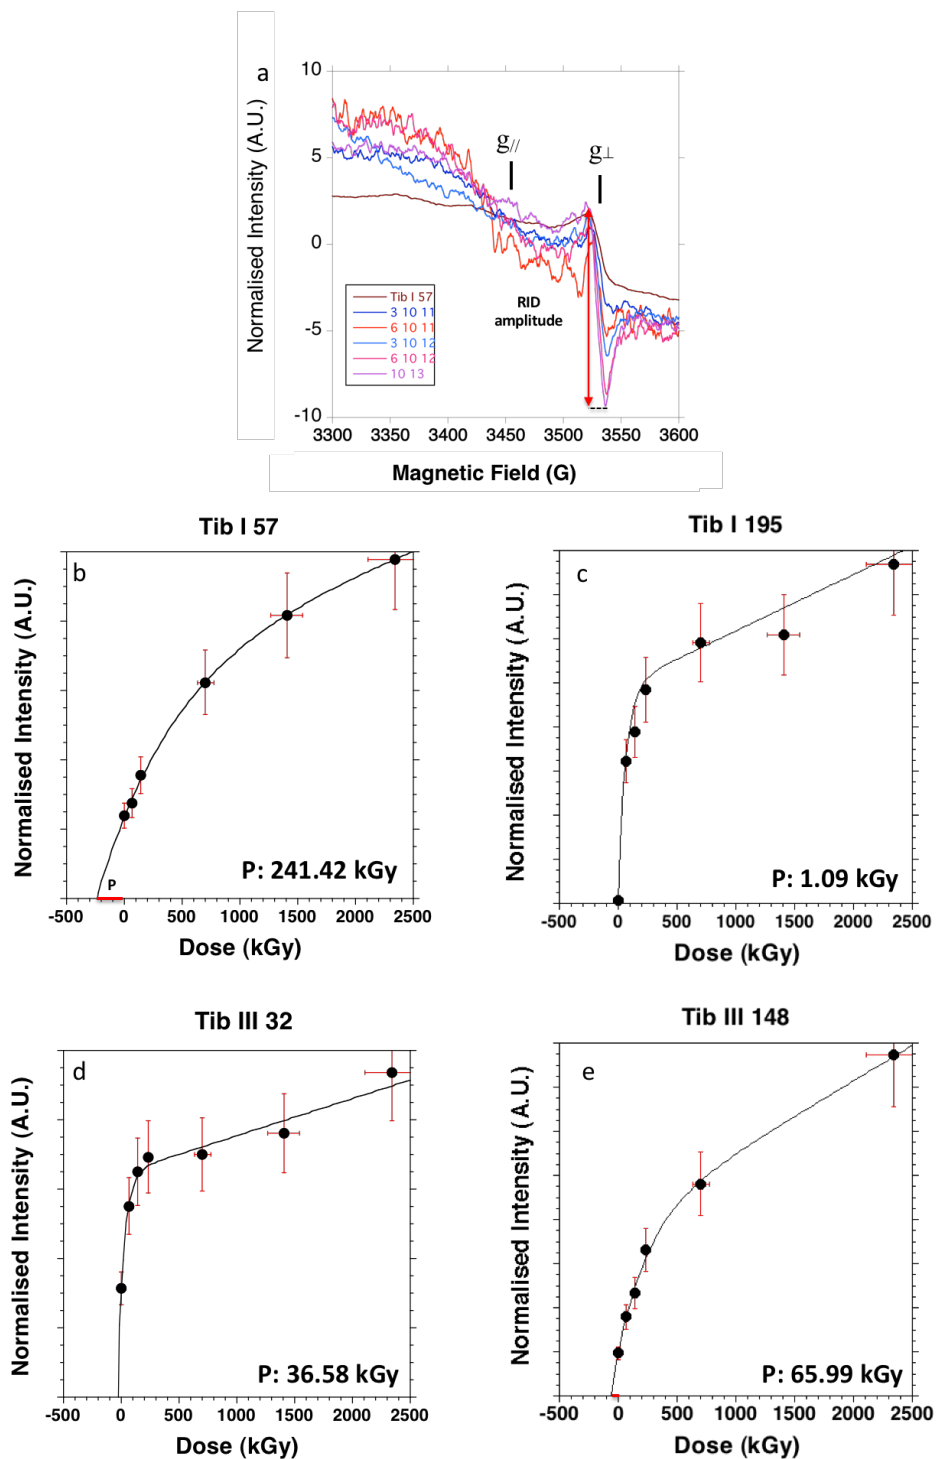 a
Normalised Intensity (A.U.)
10
5
0
-5
-10
g//
g⊥
RID
amplitude
Tib I 57
3 10 11
6 10 11
3 10 12
6 10 12
10 13
3300 3350 3400 3450 3500 3550 3600
Magnetic Field (G)
Tib I 57
b
Normalised Intensity (A.U.)
P
P: 241.42 kGy
-500 0 500 1000 1500 2000 2500
Dose (kGy)
Tib I 195
c
Normalised Intensity (A.U.)
P: 1.09 kGy
-500 0 500 1000 1500 2000 2500
Dose (kGy)
Tib III 32
d
Normalised Intensity (A.U.)
P: 36.58 kGy
-500 0 500 1000 1500 2000 2500
Dose (kGy)
Tib III 148
e
Normalised Intensity (A.U.)
P: 65.99 kGy
-500 0 500 1000 1500 2000 2500
Dose (kGy)